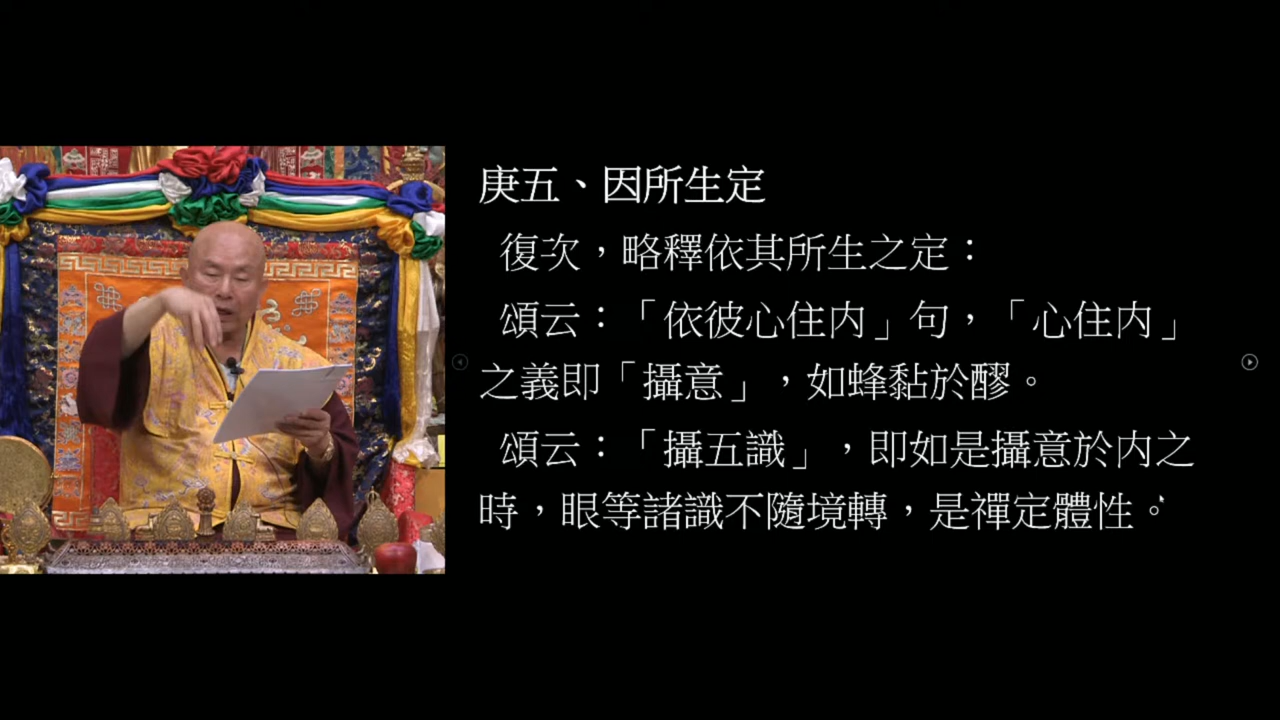 庚五、因所生定
復次，略釋依其所生之定：
頌云：「依彼心住内」句，「心住内」
之義即「攝意」，如蜂黏於醪。
頌云：「攝五識」，即如是攝意於内之
時，眼等諸識不隨境轉，是禪定體性。